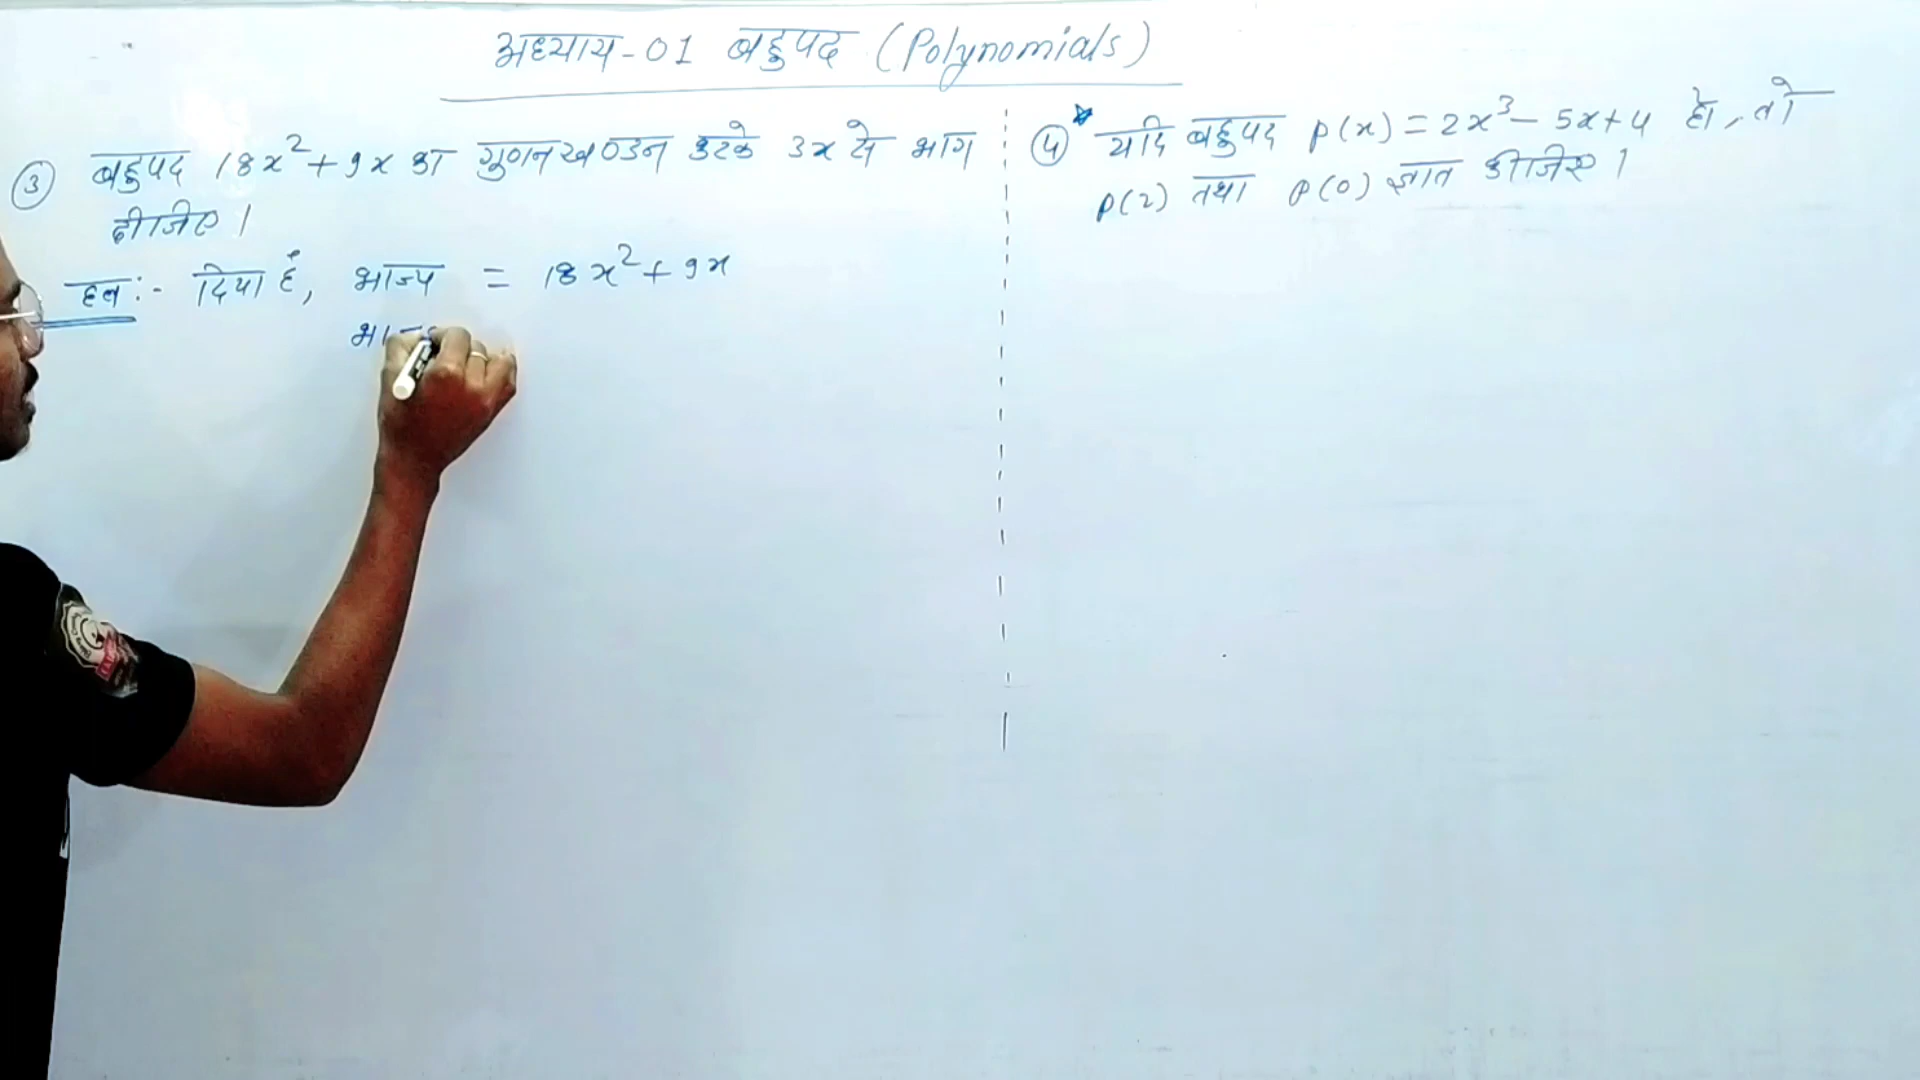 अध्याय-01 बहुपद (Polynomials)
③ बहुपद 18x²+9x का गुणनखण्डन करके 3x से भाग
दीजिए।
हल:- दिया है, भाज्य = 18x²+9x
④ यदि बहुपद p(x)=2x³-5x+4 हो, तो
p(2) तथा p(0) ज्ञात कीजिए।